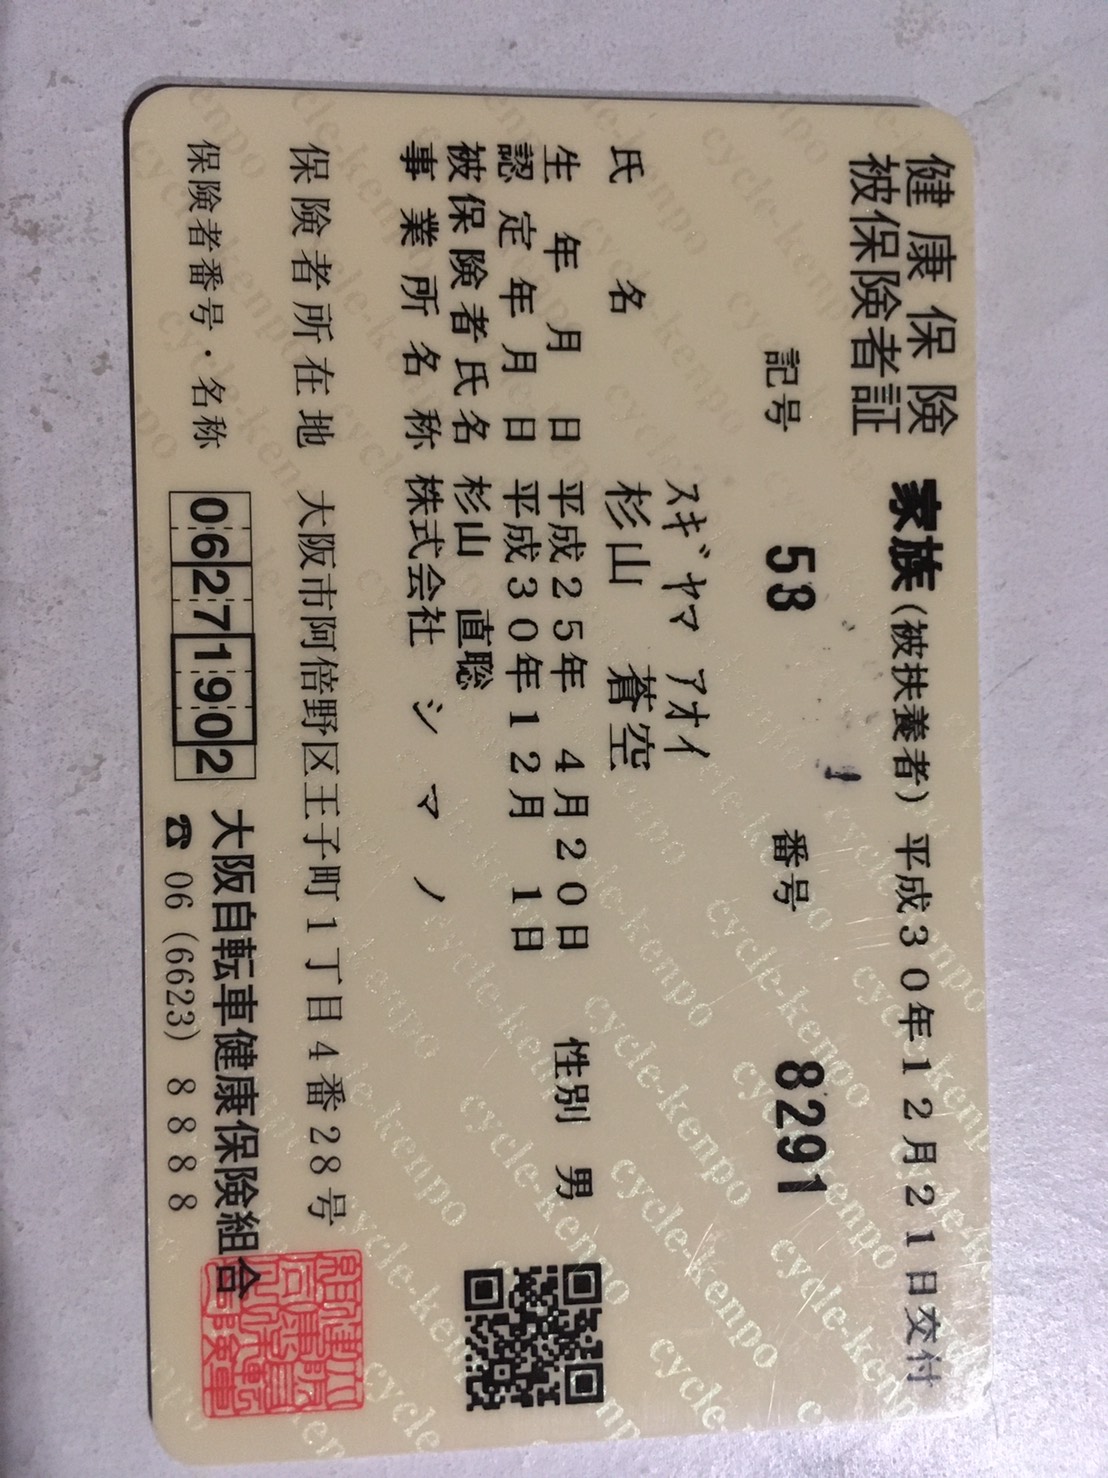 健康保険
被保険者証
家族(被扶養者) 平成30年12月21日交付
記号 53 番号 8291
スギヤマ アオイ
氏名 杉山 蒼空
生年月日 平成25年 4月20日 性別 男
認定年月日 平成30年12月 1日
被保険者氏名 杉山 直聡
事業所名称 株式会社 シマノ
保険者所在地 大阪市阿倍野区王子町1丁目4番28号
保険者番号・名称 06271902 大阪自転車健康保険組合
☎ 06 (6623) 8888
cycle-kenpo